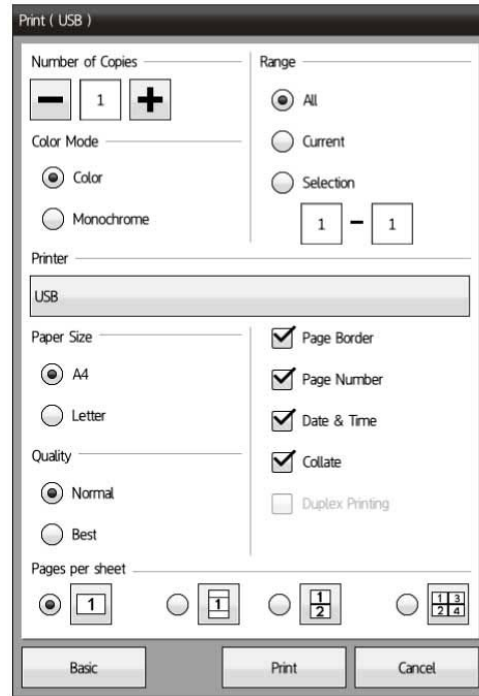 Print ( USB )
Number of Copies
1
Color Mode
Color
Monochrome
Range
All
Current
Selection
1 - 1
Printer
USB
Paper Size
A4
Letter
Quality
Normal
Best
Page Border
Page Number
Date & Time
Collate
Duplex Printing
Pages per sheet
1
1
1
2
1 3
2 4
Basic
Print
Cancel